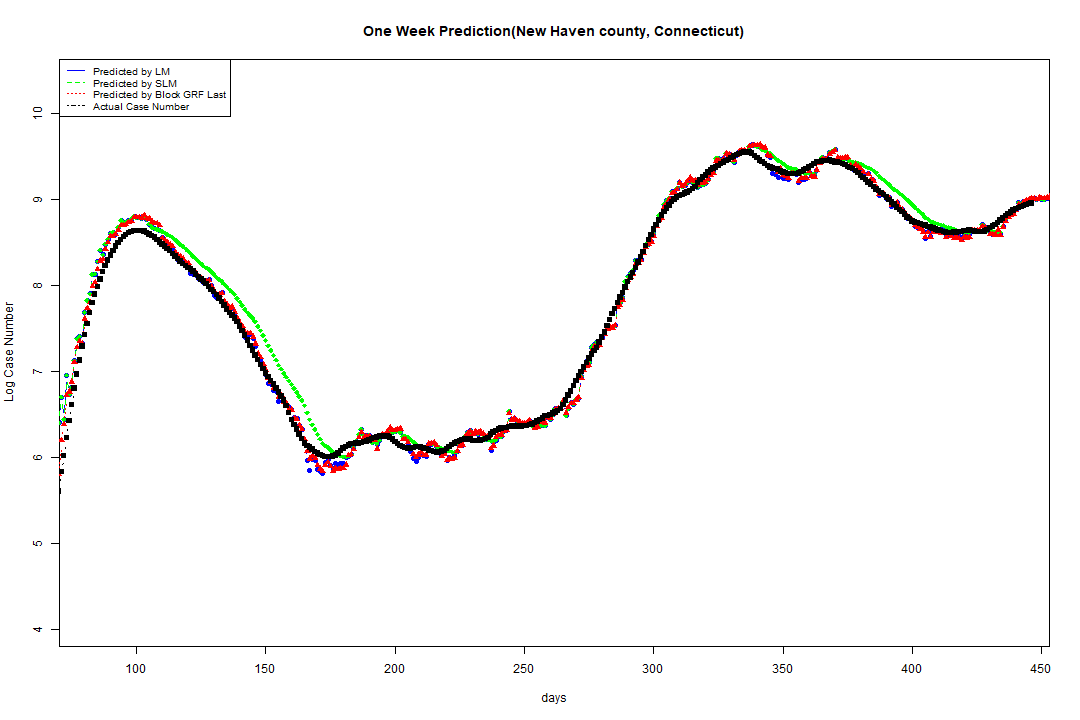 One Week Prediction(New Haven county, Connecticut)
Predicted by LM
Predicted by SLM
Predicted by Block GRF Last
Actual Case Number
10
9
8
7
6
5
4
Log Case Number
100 150 200 250 300 350 400 450
days